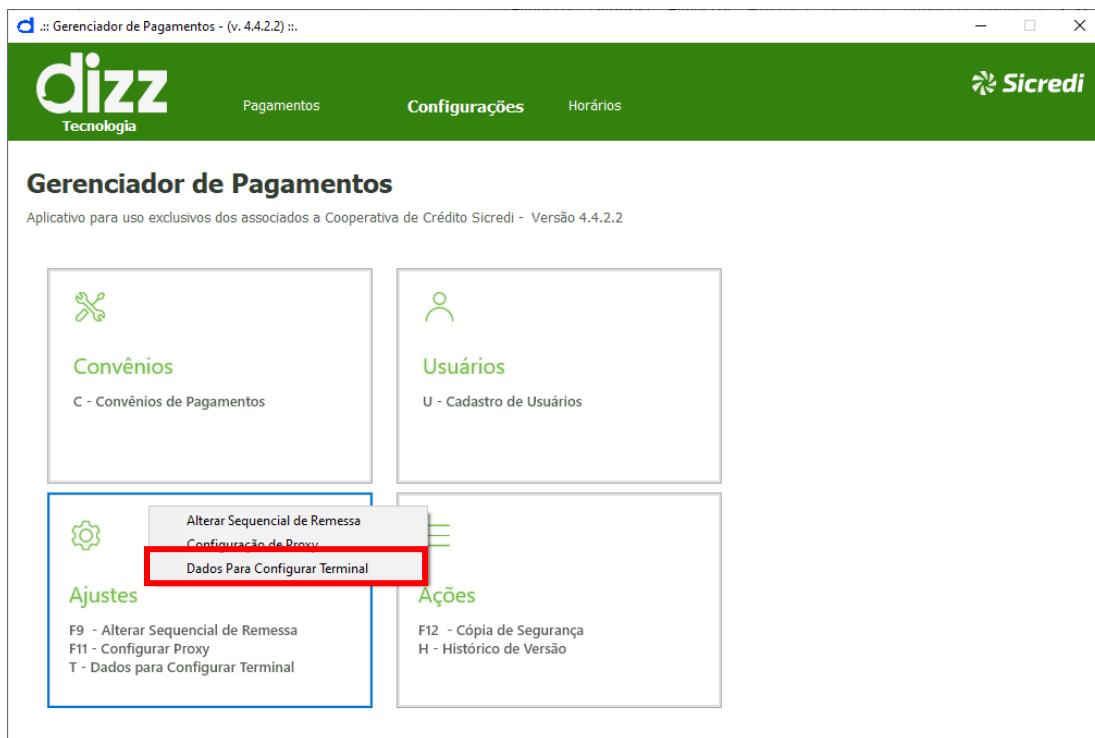 .:: Gerenciador de Pagamentos - (v. 4.4.2.2) ::.
dizz
Tecnologia
Pagamentos
Configurações
Horários
Sicredi
Gerenciador de Pagamentos
Aplicativo para uso exclusivos dos associados a Cooperativa de Crédito Sicredi - Versão 4.4.2.2
Convênios
C - Convênios de Pagamentos
Usuários
U - Cadastro de Usuários
Alterar Sequencial de Remessa
Configuração de Proxy
Dados Para Configurar Terminal
Ajustes
F9 - Alterar Sequencial de Remessa
F11 - Configurar Proxy
T - Dados para Configurar Terminal
Ações
F12 - Cópia de Segurança
H - Histórico de Versão